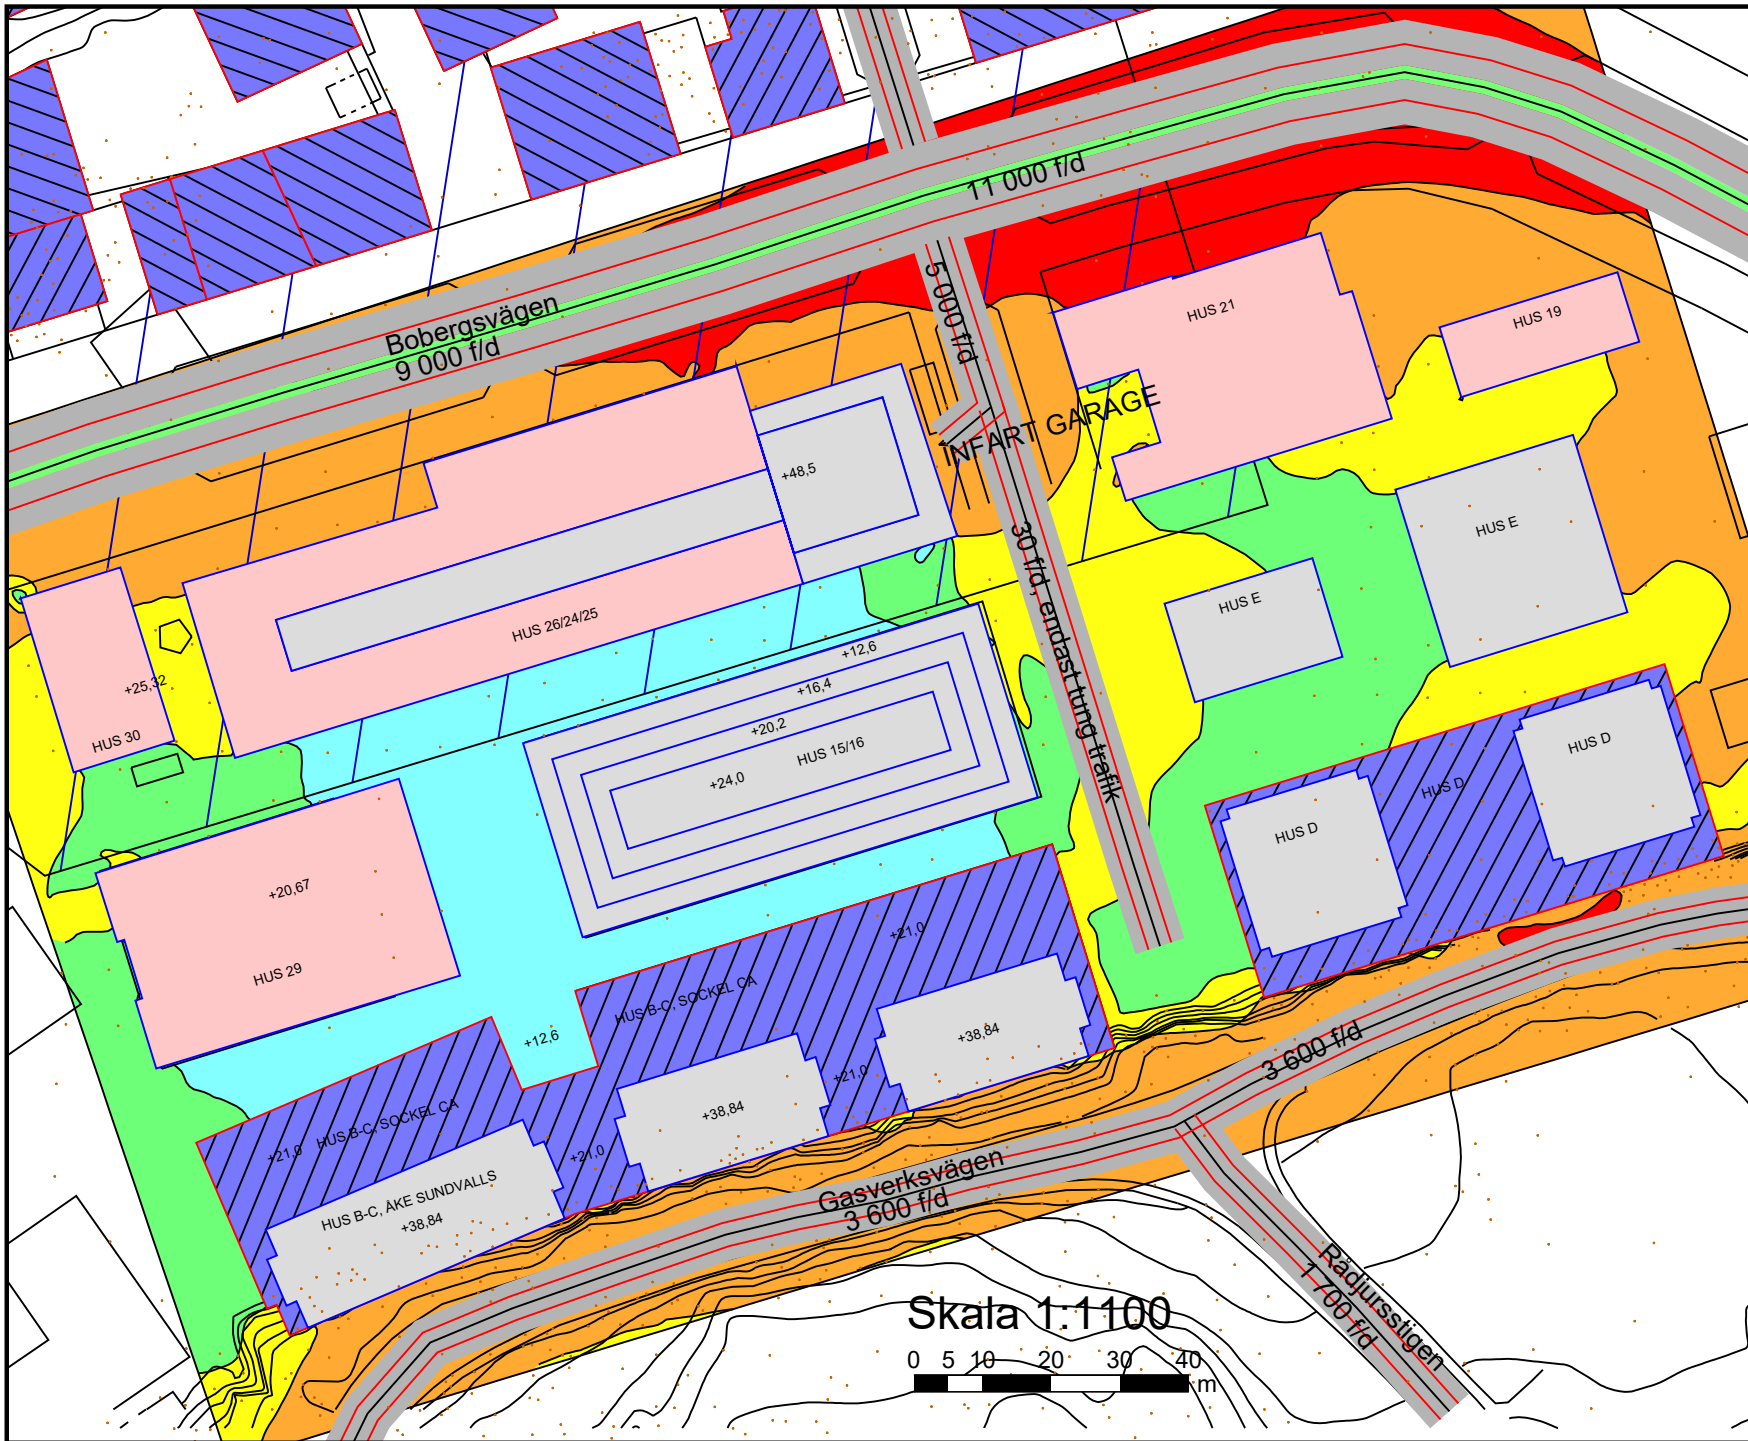 11 000 f/d
Bobergsvägen
9 000 f/d
5 000 f/d
HUS 21
HUS 19
INFART GARAGE
+48,5
30 f/d, endast tung trafik
HUS E
HUS E
HUS 26/24/25
+25,32
HUS 30
+12,6
+16,4
+20,2
HUS 15/16
+24,0
HUS D
HUS D
HUS D
+20,67
HUS 29
+21,0
HUS B-C, SOCKEL CA
+12,6
+38,84
+21,0
+38,84
HUS B-C, SOCKEL CA
+21,0
+21,0
HUS B-C, ÅKE SUNDVALLS
+38,84
3 600 f/d
Gasverksvägen
3 600 f/d
Rådjursstigen
1 700 f/d
Skala 1:1100
0 5 10 20 30 40
m